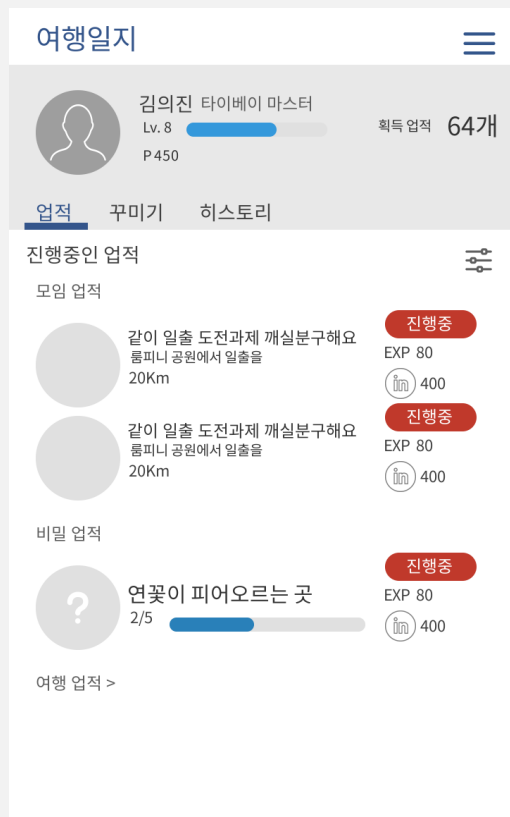 여행일지
김의진 타이베이 마스터
Lv. 8
획득 업적 64개
P 450
업적 꾸미기 히스토리
진행중인 업적
모임 업적
같이 일출 도전과제 깨실분구해요
룸피니 공원에서 일출을
20Km
진행중
EXP 80
in 400
같이 일출 도전과제 깨실분구해요
룸피니 공원에서 일출을
20Km
진행중
EXP 80
in 400
비밀 업적
?
연꽃이 피어오르는 곳
2/5
진행중
EXP 80
in 400
여행 업적 >